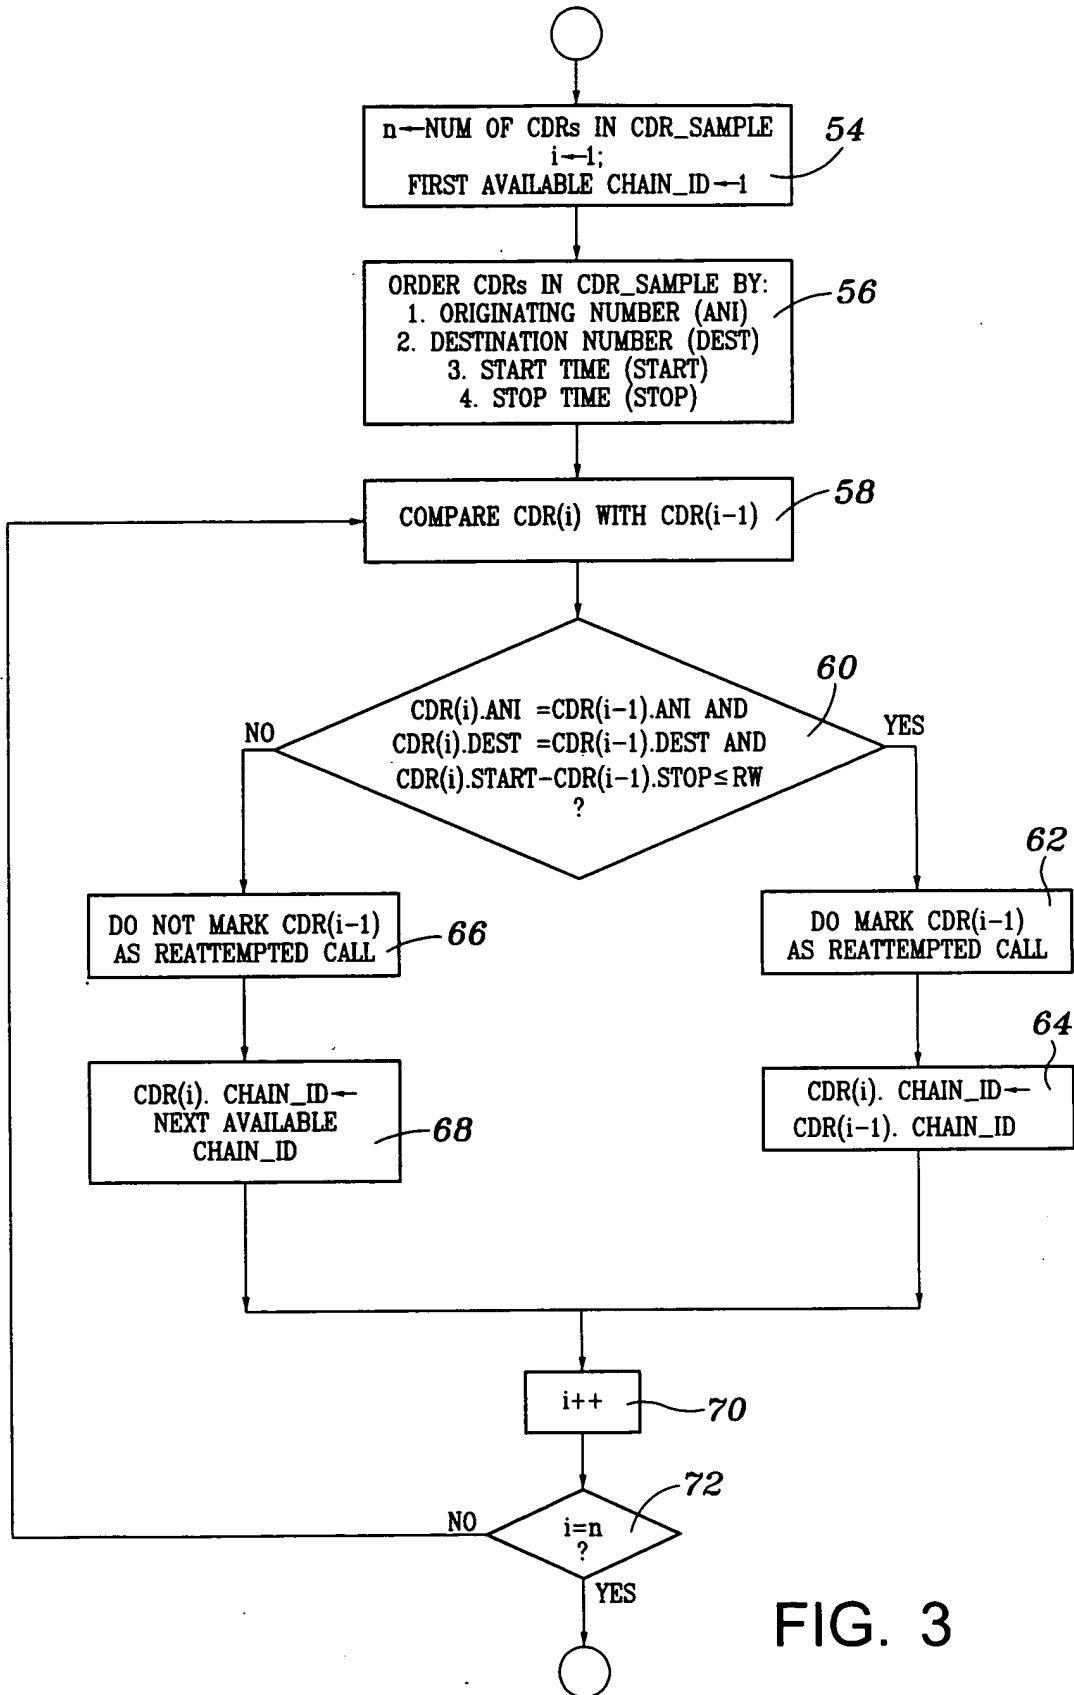 n←NUM OF CDRs IN CDR_SAMPLE
i←1;
FIRST AVAILABLE CHAIN_ID←1
54
ORDER CDRs IN CDR_SAMPLE BY:
1. ORIGINATING NUMBER (ANI)
2. DESTINATION NUMBER (DEST)
3. START TIME (START)
4. STOP TIME (STOP)
56
COMPARE CDR(i) WITH CDR(i-1)
58
CDR(i).ANI =CDR(i-1).ANI AND
CDR(i).DEST =CDR(i-1).DEST AND
CDR(i).START-CDR(i-1).STOP≤RW
?
60
NO
YES
DO NOT MARK CDR(i-1)
AS REATTEMPTED CALL
66
DO MARK CDR(i-1)
AS REATTEMPTED CALL
62
CDR(i). CHAIN_ID←
NEXT AVAILABLE
CHAIN_ID
68
CDR(i). CHAIN_ID←
CDR(i-1). CHAIN_ID
64
i++
70
i=n
?
72
NO
YES
FIG. 3